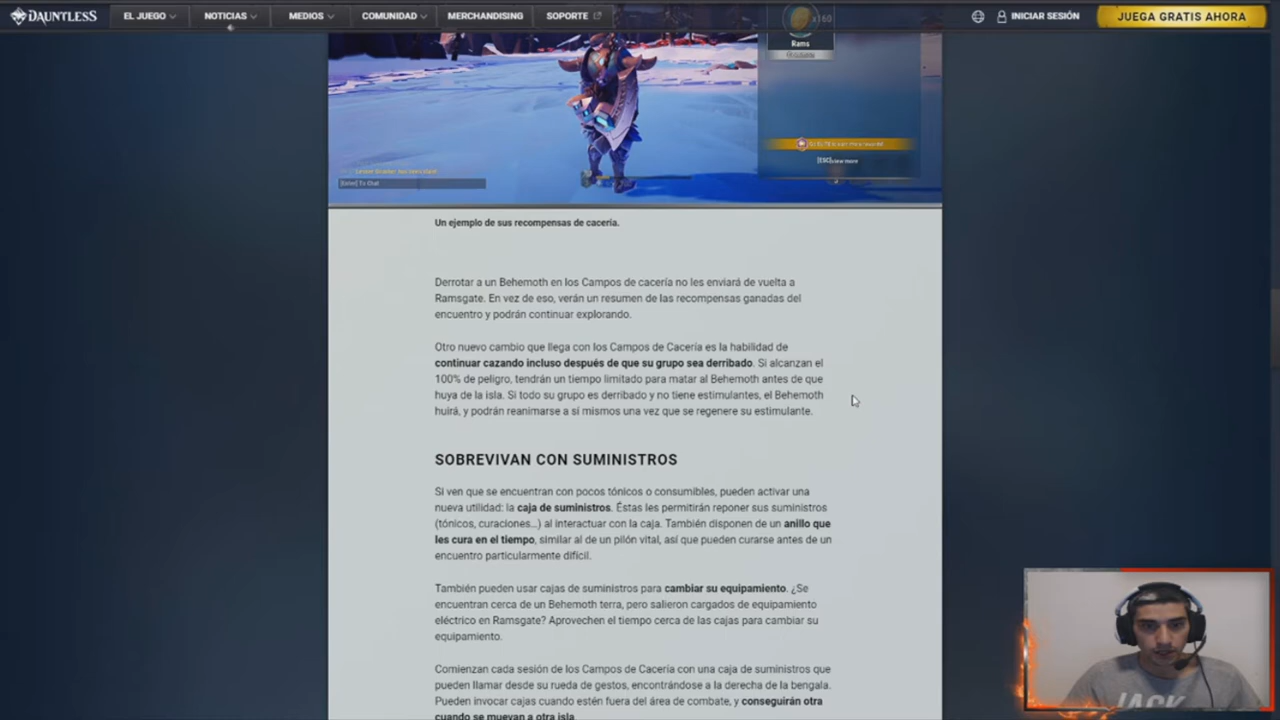 DAUNTLESS EL JUEGO NOTICIAS MEDIOS COMUNIDAD MERCHANDISING SOPORTE INICIAR SESIÓN JUEGA GRATIS AHORA
x160
Rams
[ESC] view more
[Enter] To Chat
Un ejemplo de sus recompensas de cacería.
Derrotar a un Behemoth en los Campos de cacería no les enviará de vuelta a
Ramsgate. En vez de eso, verán un resumen de las recompensas ganadas del
encuentro y podrán continuar explorando.
Otro nuevo cambio que llega con los Campos de Cacería es la habilidad de
continuar cazando incluso después de que su grupo sea derribado. Si alcanzan el
100% de peligro, tendrán un tiempo limitado para matar al Behemoth antes de que
huya de la isla. Si todo su grupo es derribado y no tiene estimulantes, el Behemoth
huirá, y podrán reanimarse a sí mismos una vez que se regenere su estimulante.
SOBREVIVAN CON SUMINISTROS
Si ven que se encuentran con pocos tónicos o consumibles, pueden activar una
nueva utilidad: la caja de suministros. Éstas les permitirán reponer sus suministros
(tónicos, curaciones...) al interactuar con la caja. También disponen de un anillo que
les cura en el tiempo, similar al de un pilón vital, así que pueden curarse antes de un
encuentro particularmente difícil.
También pueden usar cajas de suministros para cambiar su equipamiento. ¿Se
encuentran cerca de un Behemoth terra, pero salieron cargados de equipamiento
eléctrico en Ramsgate? Aprovechen el tiempo cerca de las cajas para cambiar su
equipamiento.
Comienzan cada sesión de los Campos de Cacería con una caja de suministros que
pueden llamar desde su rueda de gestos, encontrándose a la derecha de la bengala.
Pueden invocar cajas cuando estén fuera del área de combate, y conseguirán otra
cuando se muevan a otra isla
JACK